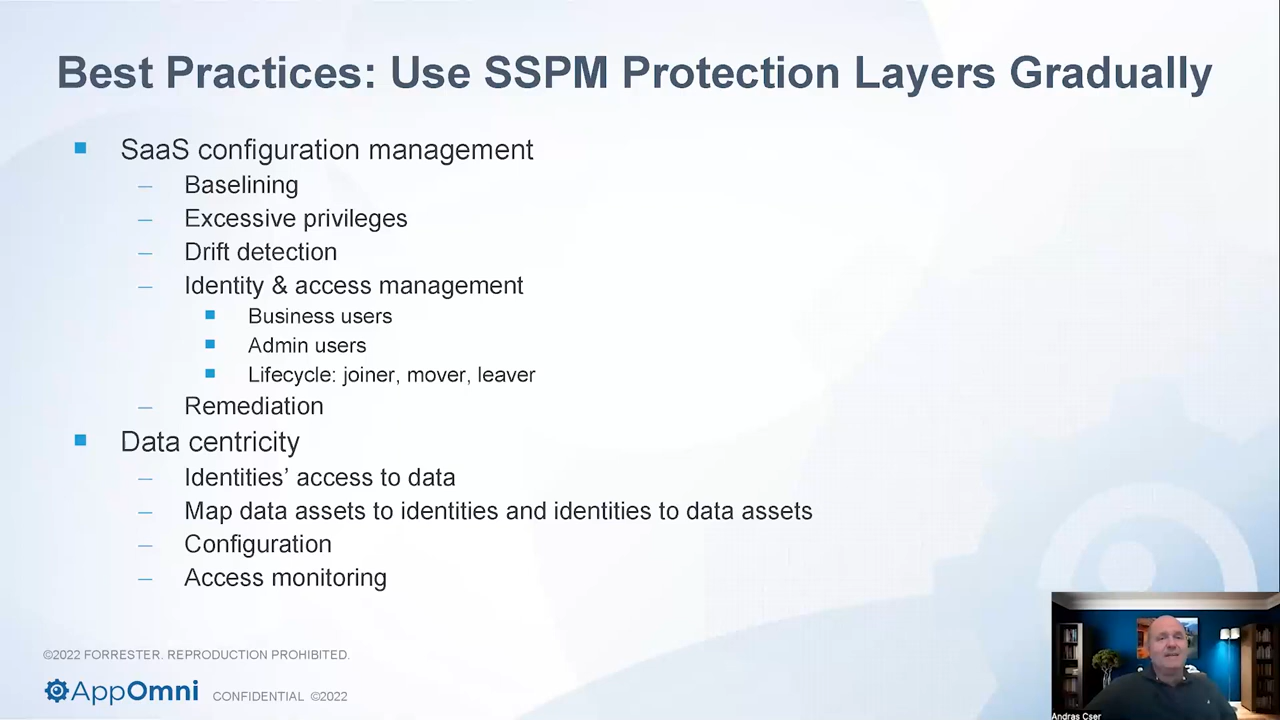 Best Practices: Use SSPM Protection Layers Gradually
SaaS configuration management
– Baselining
– Excessive privileges
– Drift detection
– Identity & access management
Business users
Admin users
Lifecycle: joiner, mover, leaver
– Remediation
Data centricity
– Identities’ access to data
– Map data assets to identities and identities to data assets
– Configuration
– Access monitoring
©2022 FORRESTER. REPRODUCTION PROHIBITED.
AppOmni CONFIDENTIAL ©2022
Andras Cser